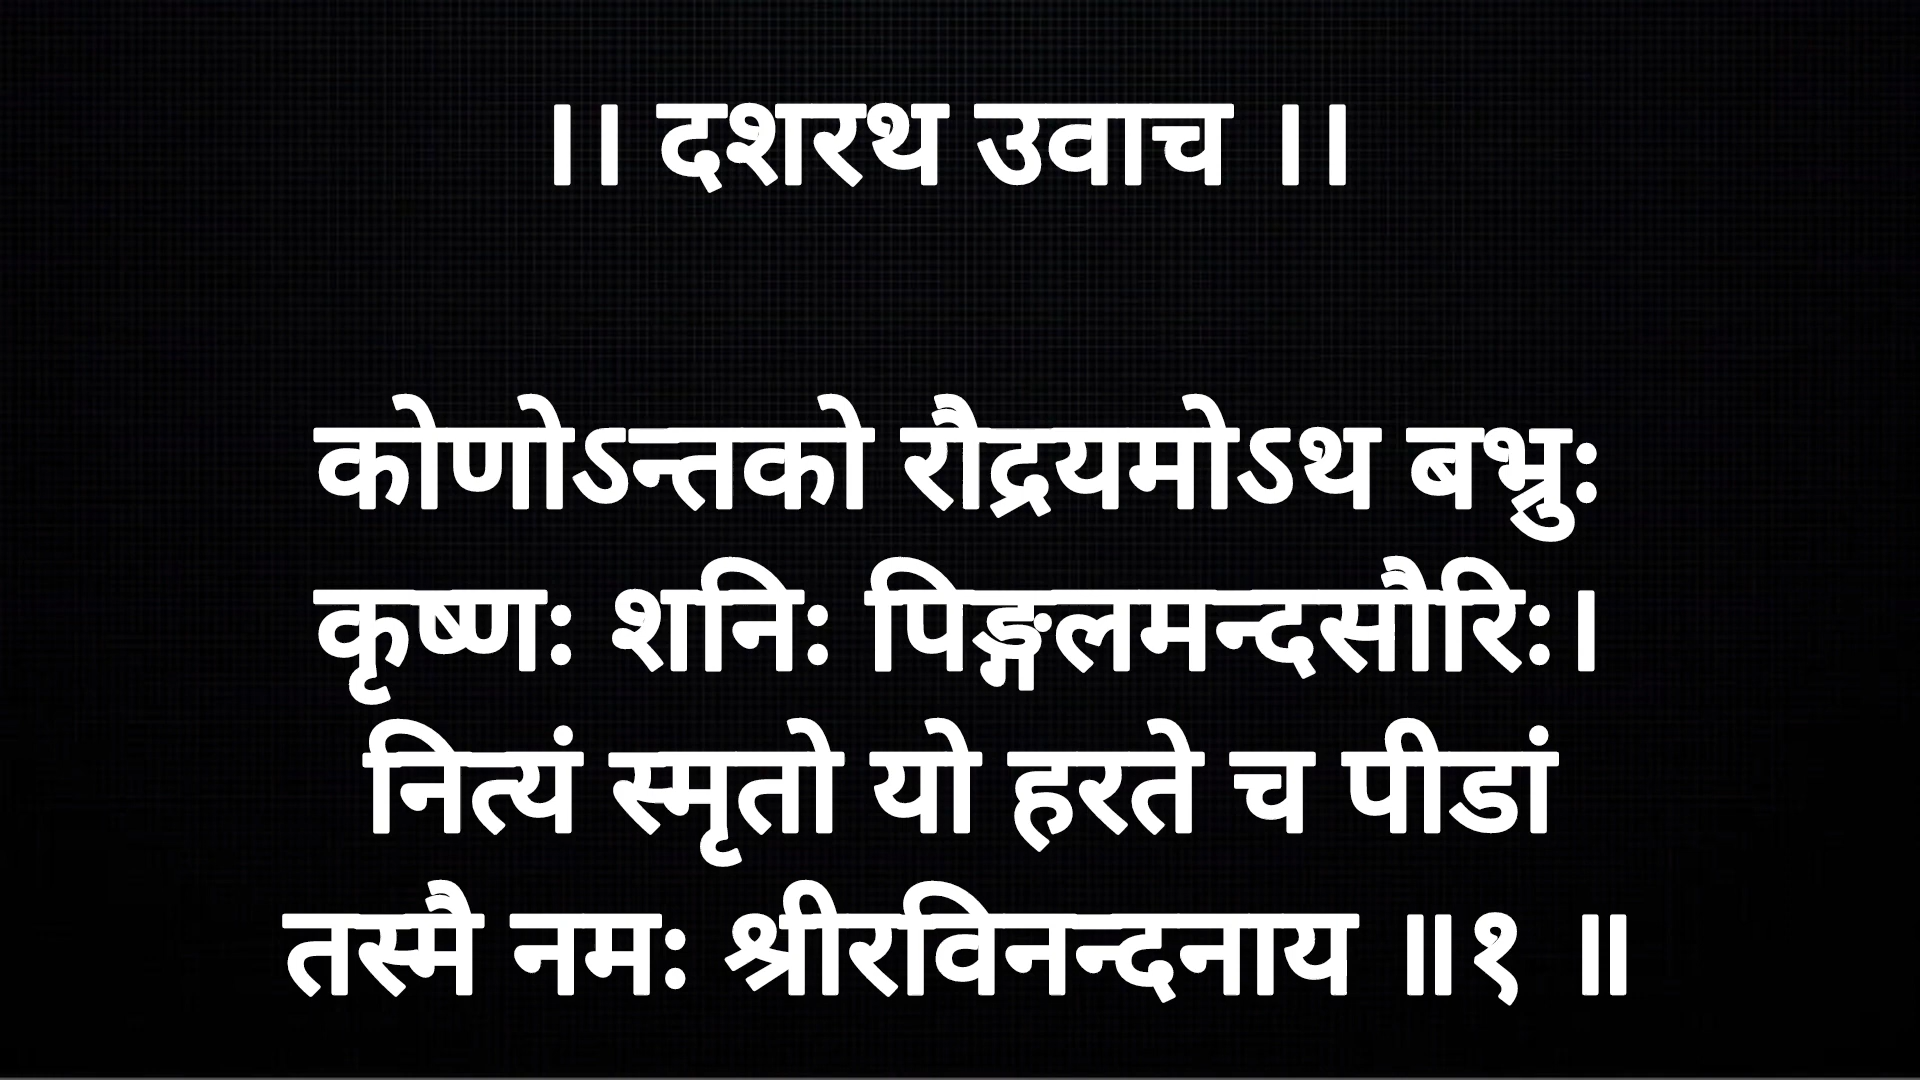 ।। दशरथ उवाच ।।
कोणोऽन्तको रौद्रयमोऽथ बभ्रुः
कृष्णः शनिः पिङ्गलमन्दसौरिः।
नित्यं स्मृतो यो हरते च पीडां
तस्मै नमः श्रीरविनन्दनाय ॥१ ॥